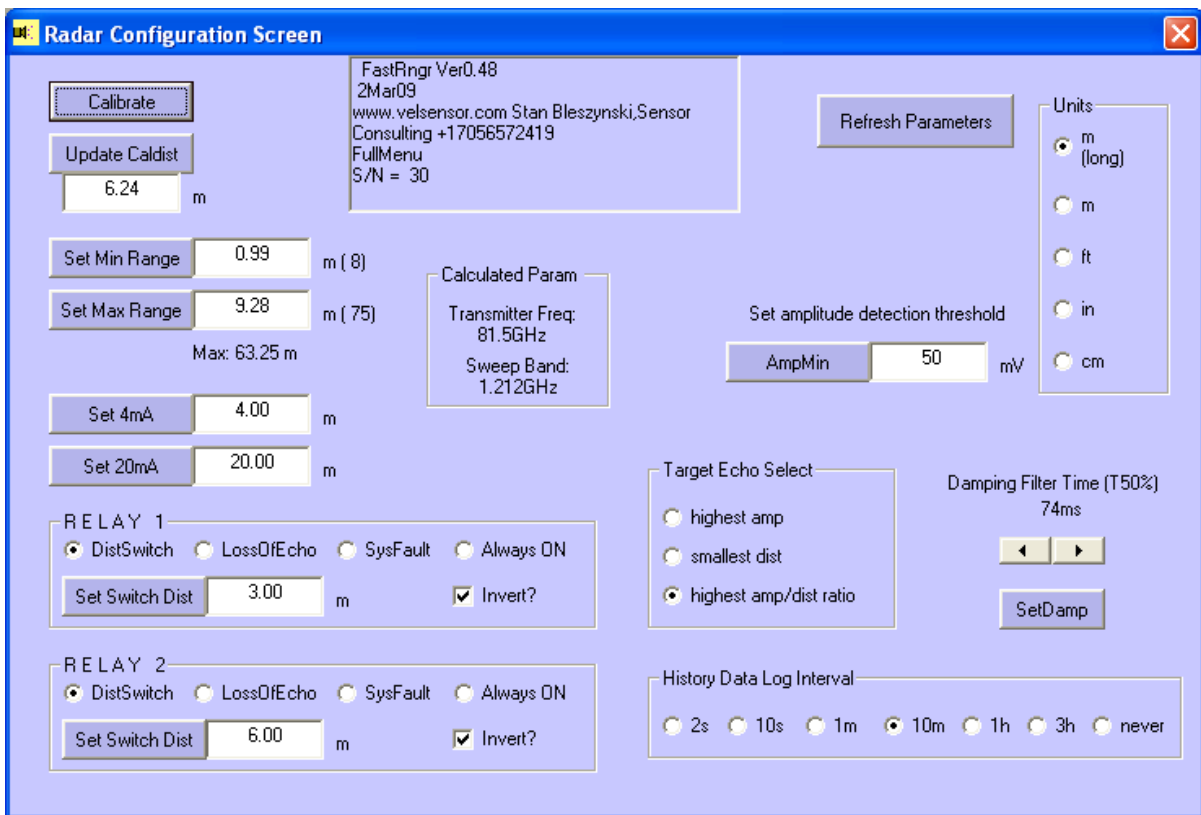 Radar Configuration Screen
Calibrate
FastRngr Ver0.48
2Mar09
www.velsensor.com Stan Bleszynski,Sensor
Consulting +17056572419
FullMenu
S/N = 30
Refresh Parameters
Units
m
(long)
m
ft
in
cm
Update Caldist
6.24 m
Set Min Range 0.99 m ( 8)
Set Max Range 9.28 m ( 75)
Max: 63.25 m
Calculated Param
Transmitter Freq:
81.5GHz
Sweep Band:
1.212GHz
Set amplitude detection threshold
AmpMin 50 mV
Set 4mA 4.00 m
Set 20mA 20.00 m
Target Echo Select
highest amp
smallest dist
highest amp/dist ratio
Damping Filter Time (T50%)
74ms
SetDamp
RELAY 1
DistSwitch LossOfEcho SysFault Always ON
Set Switch Dist 3.00 m Invert?
RELAY 2
DistSwitch LossOfEcho SysFault Always ON
Set Switch Dist 6.00 m Invert?
History Data Log Interval
2s 10s 1m 10m 1h 3h never